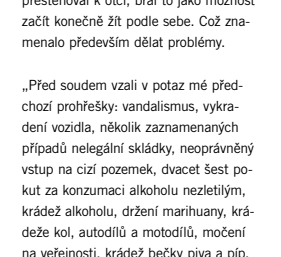 přestěhoval k otci, bral to jako možnost
začít konečně žít podle sebe. Což zna-
menalo především dělat problémy.

„Před soudem vzali v potaz mé před-
chozí prohřešky: vandalismus, vykra-
dení vozidla, několik zaznamenaných
případů nelegální skládky, neoprávněný
vstup na cizí pozemek, dvacet šest po-
kut za konzumaci alkoholu nezletilým,
krádež alkoholu, držení marihuany, krá-
deže kol, autodílů a motodílů, močení
na veřejnosti, krádež bečky piva a píp,